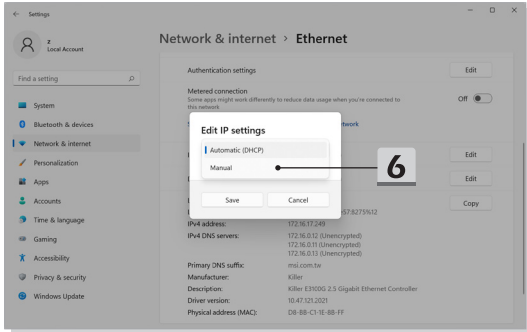 Settings
z
Local Account
Find a setting
System
Bluetooth & devices
Network & internet
Personalization
Apps
Accounts
Time & language
Gaming
Accessibility
Privacy & security
Windows Update
Network & internet > Ethernet
Authentication settings
Edit
Metered connection
Some apps might work differently to reduce data usage when you're connected to
this network
Off
Edit IP settings
Automatic (DHCP)
Manual
6
Save
Cancel
Edit
Edit
Copy
IPv4 address: 172.16.17.249
IPv4 DNS servers: 172.16.0.12 (Unencrypted)
172.16.0.11 (Unencrypted)
172.16.0.13 (Unencrypted)
Primary DNS suffix: msi.com.tw
Manufacturer: Killer
Description: Killer E3100G 2.5 Gigabit Ethernet Controller
Driver version: 10.47.121.2021
Physical address (MAC): D8-BB-C1-1E-8B-FF